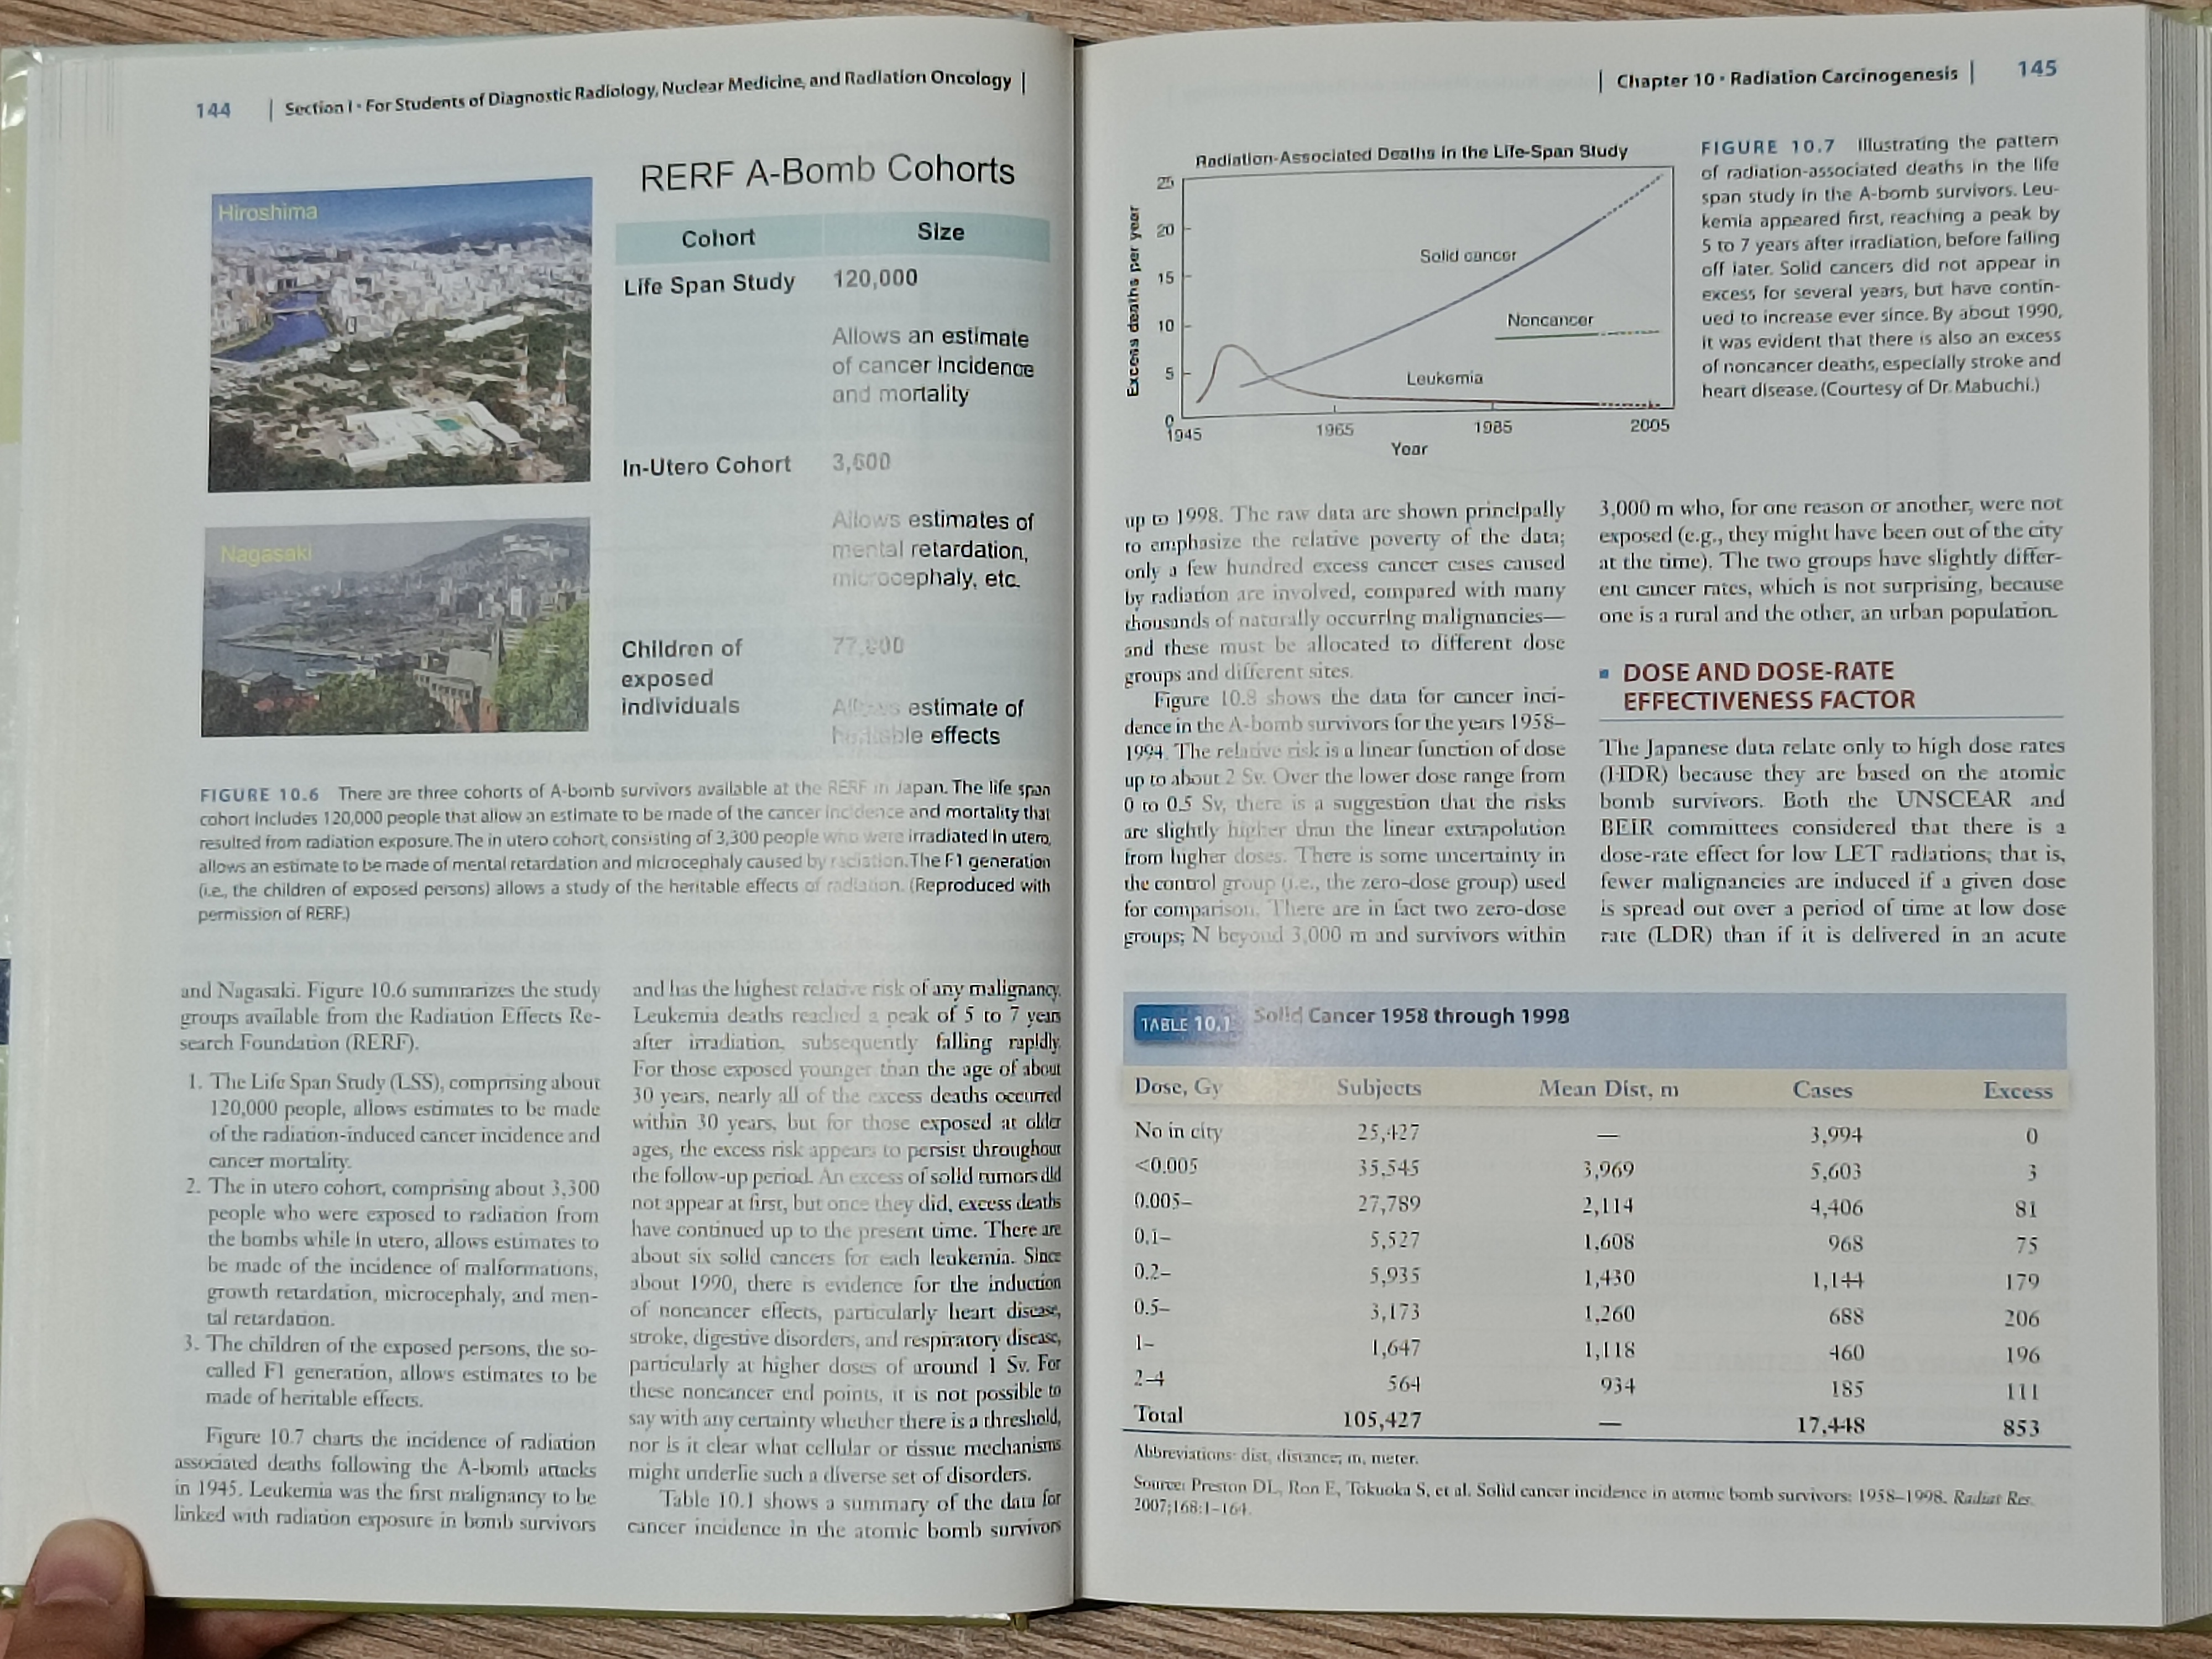 144 | Section I • For Students of Diagnostic Radiology, Nuclear Medicine, and Radiation Oncology |
Hiroshima
Nagasaki
RERF A-Bomb Cohorts
Cohort Size
Life Span Study 120,000
Allows an estimate
of cancer incidence
and mortality
In-Utero Cohort 3,600
Allows estimates of
mental retardation,
microcephaly, etc.
Children of
exposed
individuals
Allows estimate of
heritable effects
FIGURE 10.6 There are three cohorts of A-bomb survivors available at the RERF in Japan. The life span
cohort includes 120,000 people that allow an estimate to be made of the cancer incidence and mortality that
resulted from radiation exposure. The in utero cohort, consisting of 3,300 people who were irradiated in utero,
allows an estimate to be made of mental retardation and microcephaly caused by radiation. The F1 generation
(i.e., the children of exposed persons) allows a study of the heritable effects of radiation. (Reproduced with
permission of RERF.)
and Nagasaki. Figure 10.6 summarizes the study
groups available from the Radiation Effects Re-
search Foundation (RERF).
1. The Life Span Study (LSS), comprising about
120,000 people, allows estimates to be made
of the radiation-induced cancer incidence and
cancer mortality.
2. The in utero cohort, comprising about 3,300
people who were exposed to radiation from
the bombs while in utero, allows estimates to
be made of the incidence of malformations,
growth retardation, microcephaly, and men-
tal retardation.
3. The children of the exposed persons, the so-
called F1 generation, allows estimates to be
made of heritable effects.
Figure 10.7 charts the incidence of radiation
associated deaths following the A-bomb attacks
in 1945. Leukemia was the first malignancy to be
linked with radiation exposure in bomb survivors
and has the highest relative risk of any malignancy.
Leukemia deaths reached a peak of 5 to 7 years
after irradiation, subsequently falling rapidly.
For those exposed younger than the age of about
30 years, nearly all of the excess deaths occurred
within 30 years, but for those exposed at older
ages, the excess risk appears to persist throughout
the follow-up period. An excess of solid tumors did
not appear at first, but once they did, excess deaths
have continued up to the present time. There are
about six solid cancers for each leukemia. Since
about 1990, there is evidence for the induction
of noncancer effects, particularly heart disease,
stroke, digestive disorders, and respiratory disease,
particularly at higher doses of around 1 Sv. For
these noncancer end points, it is not possible to
say with any certainty whether there is a threshold,
nor is it clear what cellular or tissue mechanisms
might underlie such a diverse set of disorders.
Table 10.1 shows a summary of the data for
cancer incidence in the atomic bomb survivors
| Chapter 10 • Radiation Carcinogenesis | 145
Radiation-Associated Deaths in the Life-Span Study
Excess deaths per year
25
20
15
10
5
0
Solid cancer
Noncancer
Leukemia
1945 1965 1985 2005
Year
FIGURE 10.7 Illustrating the pattern
of radiation-associated deaths in the life
span study in the A-bomb survivors. Leu-
kemia appeared first, reaching a peak by
5 to 7 years after irradiation, before falling
off later. Solid cancers did not appear in
excess for several years, but have contin-
ued to increase ever since. By about 1990,
it was evident that there is also an excess
of noncancer deaths, especially stroke and
heart disease. (Courtesy of Dr. Mabuchi.)
up to 1998. The raw data are shown principally
to emphasize the relative poverty of the data;
only a few hundred excess cancer cases caused
by radiation are involved, compared with many
thousands of naturally occurring malignancies—
and these must be allocated to different dose
groups and different sites.
Figure 10.8 shows the data for cancer inci-
dence in the A-bomb survivors for the years 1958–
1994. The relative risk is a linear function of dose
up to about 2 Sv. Over the lower dose range from
0 to 0.5 Sv, there is a suggestion that the risks
are slightly higher than the linear extrapolation
from higher doses. There is some uncertainty in
the control group (i.e., the zero-dose group) used
for comparison. There are in fact two zero-dose
groups; N beyond 3,000 m and survivors within
3,000 m who, for one reason or another, were not
exposed (e.g., they might have been out of the city
at the time). The two groups have slightly differ-
ent cancer rates, which is not surprising, because
one is a rural and the other, an urban population.
▪ DOSE AND DOSE-RATE
EFFECTIVENESS FACTOR
The Japanese data relate only to high dose rates
(HDR) because they are based on the atomic
bomb survivors. Both the UNSCEAR and
BEIR committees considered that there is a
dose-rate effect for low LET radiations; that is,
fewer malignancies are induced if a given dose
is spread out over a period of time at low dose
rate (LDR) than if it is delivered in an acute
TABLE 10.1 Solid Cancer 1958 through 1998
Dose, Gy Subjects Mean Dist, m Cases Excess
No in city 25,427 — 3,994 0
<0.005 35,545 3,969 5,603 3
0.005– 27,789 2,114 4,406 81
0.1– 5,527 1,608 968 75
0.2– 5,935 1,430 1,144 179
0.5– 3,173 1,260 688 206
1– 1,647 1,118 460 196
2–4 564 934 185 111
Total 105,427 — 17,448 853
Abbreviations: dist, distance; m, meter.
Source: Preston DL, Ron E, Tokuoka S, et al. Solid cancer incidence in atomic bomb survivors: 1958–1998. Radiat Res.
2007;168:1–164.